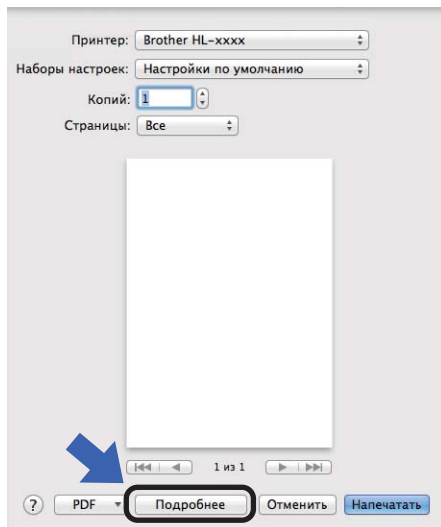 Принтер: Brother HL-xxxx
Наборы настроек: Настройки по умолчанию
Копий: 1
Страницы: Все
1 из 1
? PDF Подробнее Отменить Напечатать